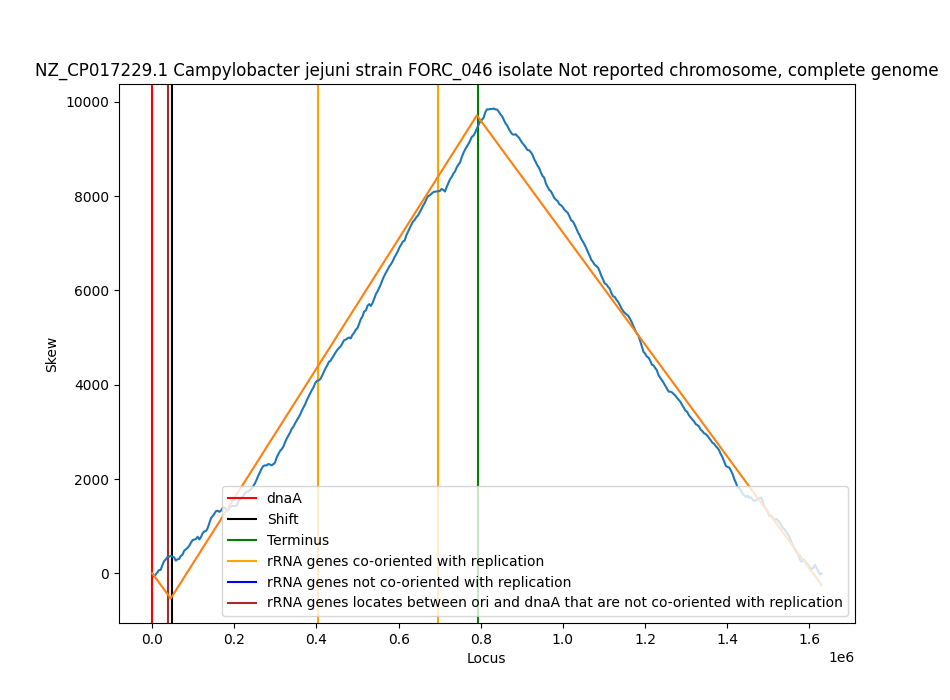 NZ_CP017229.1 Campylobacter jejuni strain FORC_046 isolate Not reported chromosome, complete genome
10000
8000
6000
4000
2000
0
Skew
dnaA
Shift
Terminus
rRNA genes co-oriented with replication
rRNA genes not co-oriented with replication
rRNA genes locates between ori and dnaA that are not co-oriented with replication
0.0 0.2 0.4 0.6 0.8 1.0 1.2 1.4 1.6
Locus
1e6